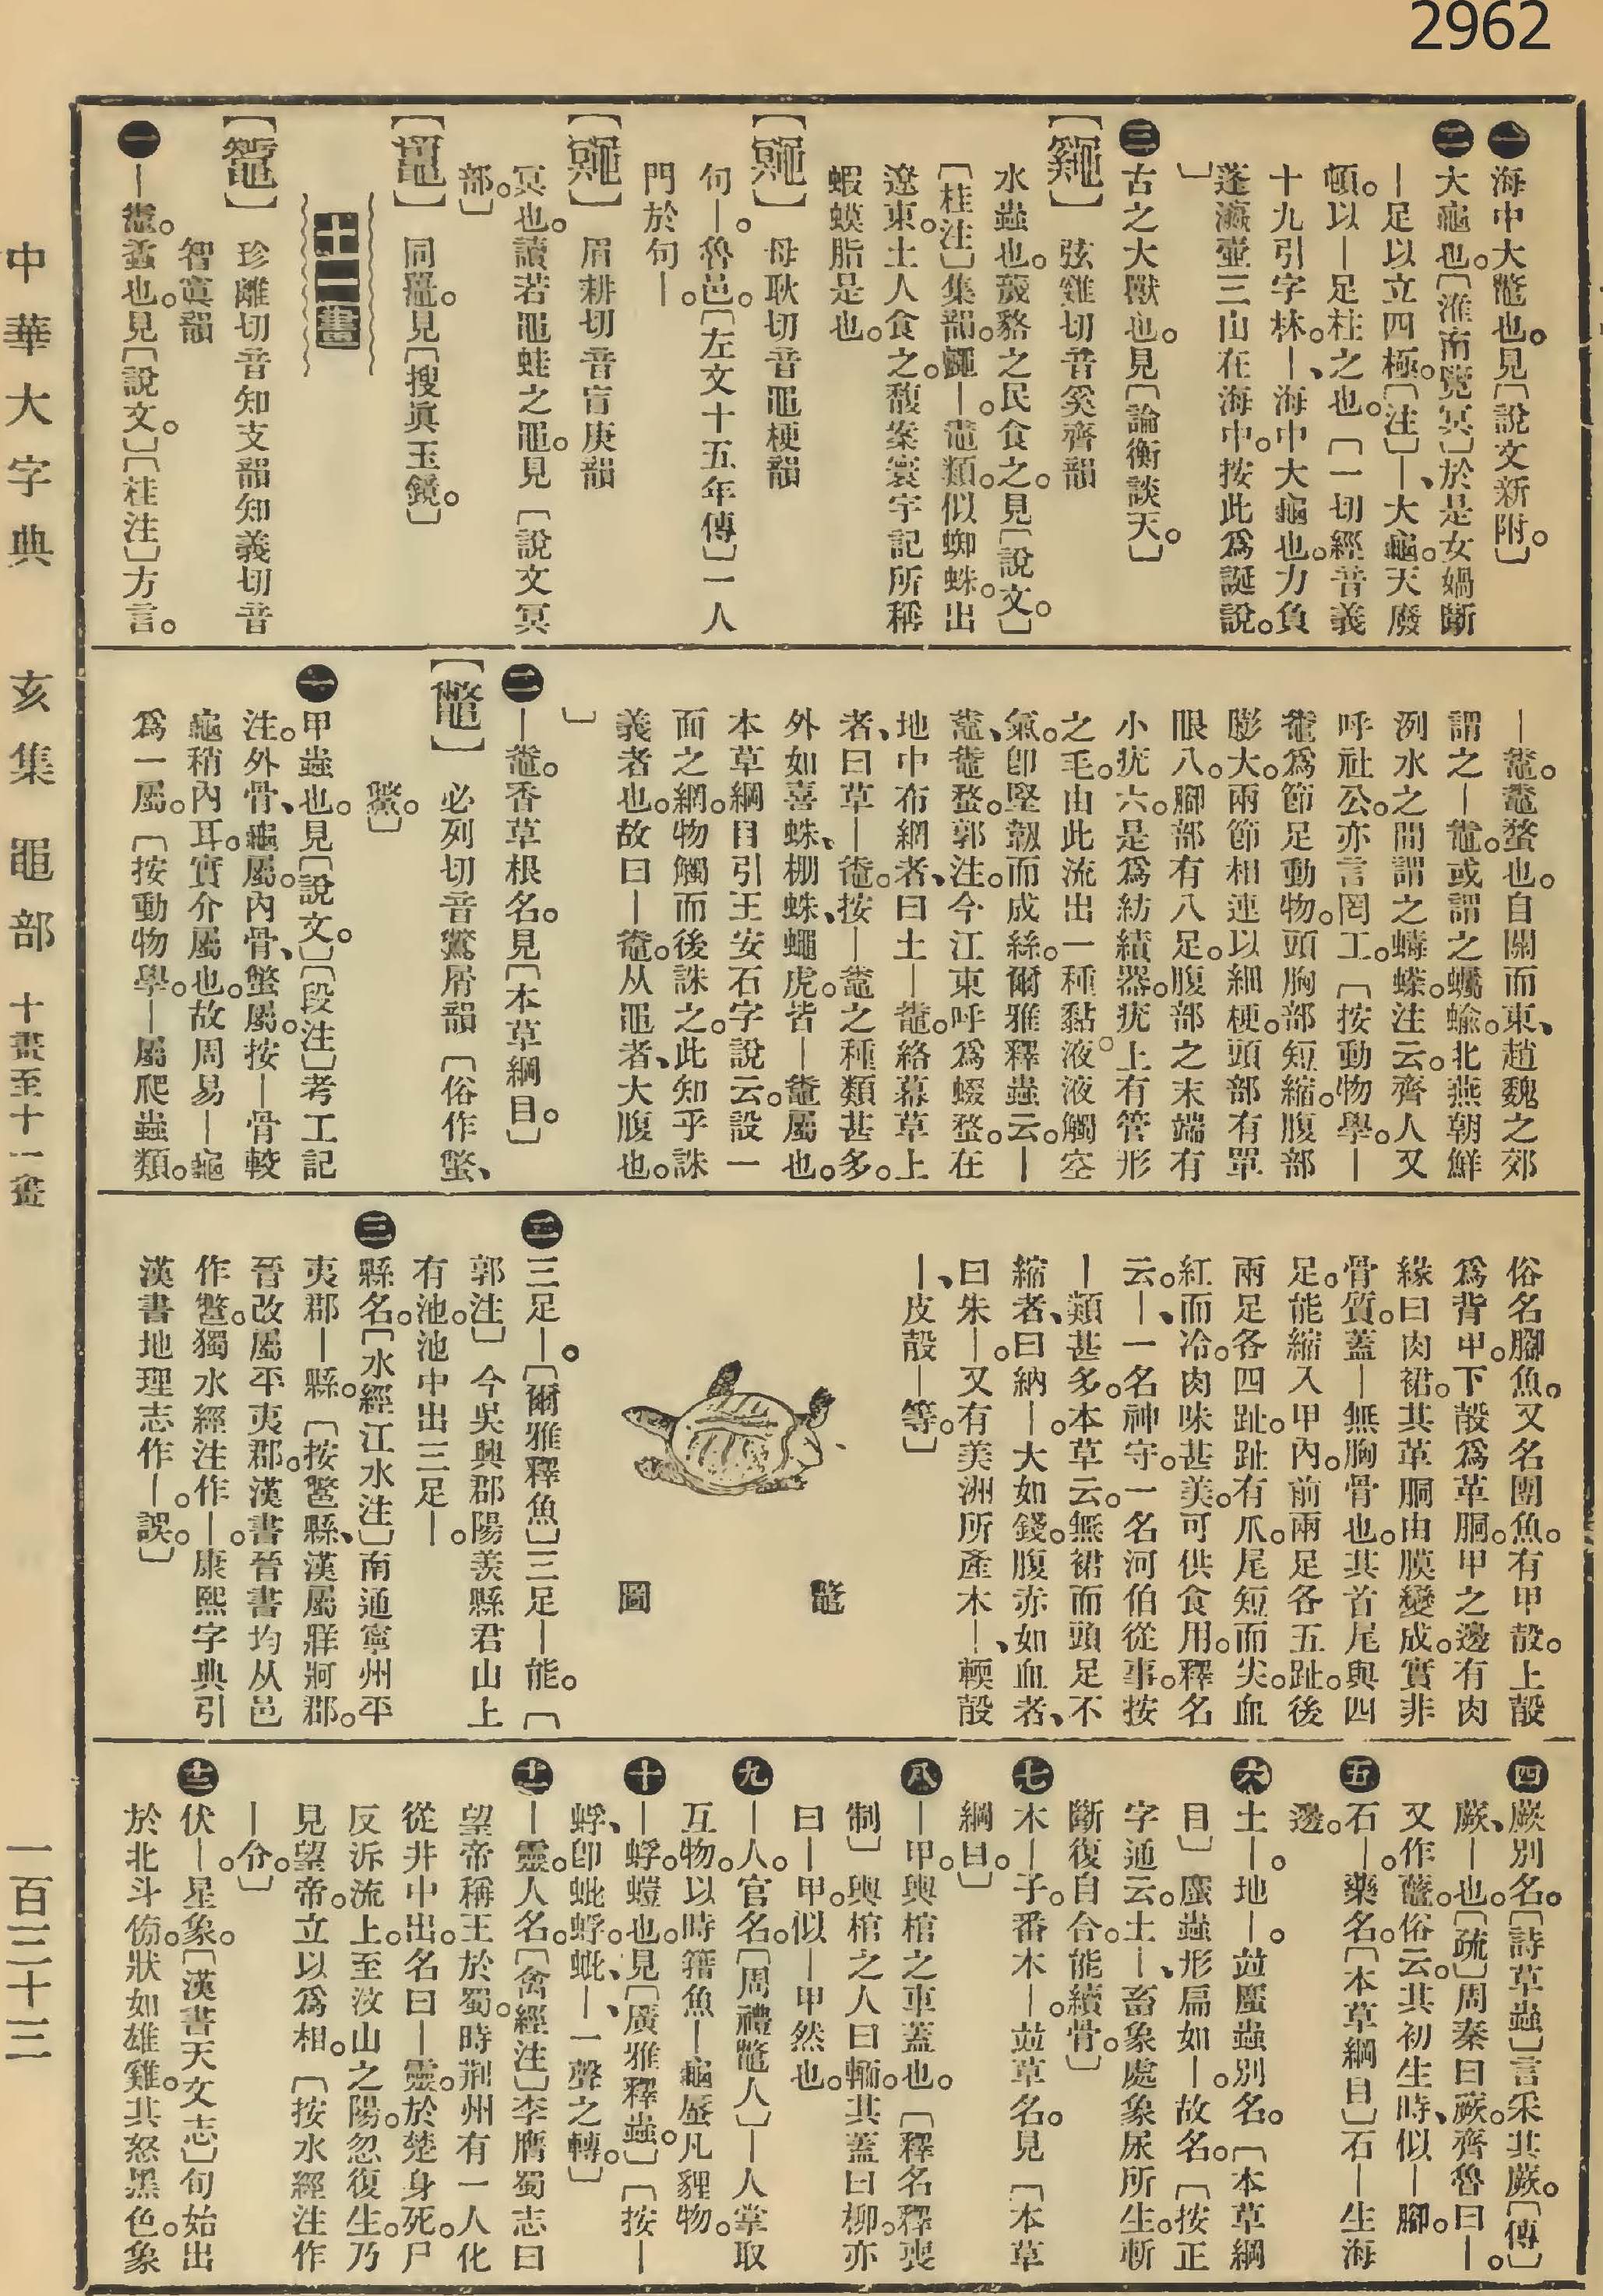 2962
㊀海中大鼈也。見〔說文新附。〕
㊁大龜也。〔淮南覽冥〕於是女媧斷
―足以立四極。〔注〕―、大龜。天廢
頓。以―足柱之也。〔一切經音義
十九引字林。―、海中大龜也。力負
蓬瀛壺三山在海中。按此爲誕說。
〕
㊂古之大獸也。見〔論衡談天。〕
〔鼷〕弦雞切音奚齊韻
水蟲也。薉貉之民食之。見〔說文。〕
〔桂注〕集韻。䵷―。鼅類。似蜘蛛。出
遼東。土人食之。馥案寰宇記所稱
蝦蟆脂是也。
〔鼆〕母耿切音黽梗韻
句―。魯邑。〔左文十五年傳〕一人
門於句―。
〔鼆〕眉耕切音盲庚韻
冥也。讀若黽蛙之黽。見〔說文冥
部。〕
同鼂。見〔搜眞玉鏡。〕
十一畫
〔鼅〕珍離切音知支韻知義切音
智寘韻
㊀―鼄。蝥也。見〔說文。〕〔桂注〕方言。
―鼄。鼄蝥也。自關而東、趙魏之郊
謂之―鼄。或謂之蠾蝓。北燕朝鮮
洌水之閒謂之蝳蜍。注云。齊人又
呼社公。亦言罔工。〔按動物學。―
鼄爲節足動物。頭胸部短縮。腹部
膨大。兩節相連以細梗。頭部有單
眼八。腳部有八足。腹部之末端有
小疣六。是爲紡績器。疣上有管形
之毛。由此流出一種黏液。液觸空
氣。卽堅韌而成絲。爾雅釋蟲云。―
鼄、鼄蝥。郭注。今江東呼爲蝃蝥。在
地中布網者、曰土―鼄。絡幕草上
者、曰草―鼄。按―鼄之種類甚多。
外如喜蛛、棚蛛、蠅虎。皆―鼄屬也。
本草綱目引王安石字說云。設一
面之網。物觸而後誅之。此知乎誅
義者也。故曰―鼄。从黽者、大腹也。
〕
㊁―鼄。香草根名。見〔本草綱目。〕
〔鼈〕必列切音鷩屑韻〔俗作蟞、
鱉。〕
㊀甲蟲也。見〔說文。〕〔段注〕考工記
注。外骨、龜屬。內骨、蟞屬。按―骨較
龜稍內耳。實介屬也。故周易―龜
爲一屬。〔按動物學。―屬爬蟲類。
俗名腳魚。又名團魚。有甲殼。上殼
爲背甲。下殼爲革胴。甲之邊有肉
緣曰肉裙。其革胴由膜變成。實非
骨質。蓋―無胸骨也。其首尾與四
足。能縮入甲內。前兩足各五趾。後
兩足各四趾。趾有爪。尾短而尖。血
紅而冷。肉味甚美。可供食用。釋名
云。―、一名神守。一名河伯從事。按
―類甚多。本草云。無裙而頭足不
縮者、曰納―。大如錢。腹赤如血者、
曰朱―。又有美洲所產木―、輭殼
―、皮殼―等。〕
鼈圖
㊁三足―。〔爾雅釋魚〕三足―能。〔
郭注〕今吳興郡陽羨縣君山上
有池。池中出三足―。
㊂縣名。〔水經江水注〕南通寧州平
夷郡―縣。〔按鄨縣、漢屬牂牁郡。
晉改屬平夷郡。漢書晉書均从邑
作鄨。獨水經注作―。康熙字典引
漢書地理志作―。誤。〕
㊃蕨別名。〔詩草蟲〕言采其蕨。〔傳〕
蕨、―也。〔疏〕周秦曰蕨。齊魯曰―。
又作虌。俗云。其初生時、似―腳。
㊄石―。藥名。〔本草綱目〕石―生海
邊。
㊅土―。地―。竝䗪蟲別名。〔本草綱
目〕䗪蟲形扁如―。故名。〔按正
字通云。土―、畜象處象尿所生。斬
斷復自合。能續骨。〕
㊆木―子。番木―。竝草名。見〔本草
綱目。〕
㊇―甲。輿棺之車蓋也。〔釋名釋喪
制〕輿棺之人曰輀。其蓋曰柳。亦
曰―甲。似―甲然也。
㊈―人。官名。〔周禮鼈人〕―人掌取
互物。以時籍魚―龜蜃凡貍物。
㊉―蜉。螘也。見〔廣雅釋蟲。〕〔按―
蜉、卽蚍蜉。蚍、―、一聲之轉。〕
⑪―靈。人名。〔禽經注〕李膺蜀志曰
望帝稱王於蜀。時荆州有一人化
從井中出。名曰―靈。於楚身死。尸
反泝流上。至汶山之陽。忽復生。乃
見望帝。立以爲相。〔按水經注作
―令。〕
⑫伏―。星象。〔漢書天文志〕旬始出
於北斗傍。狀如雄雞。其怒黑色。象
中華大字典 亥集 黽部 十畫至十一畫 一百三十三